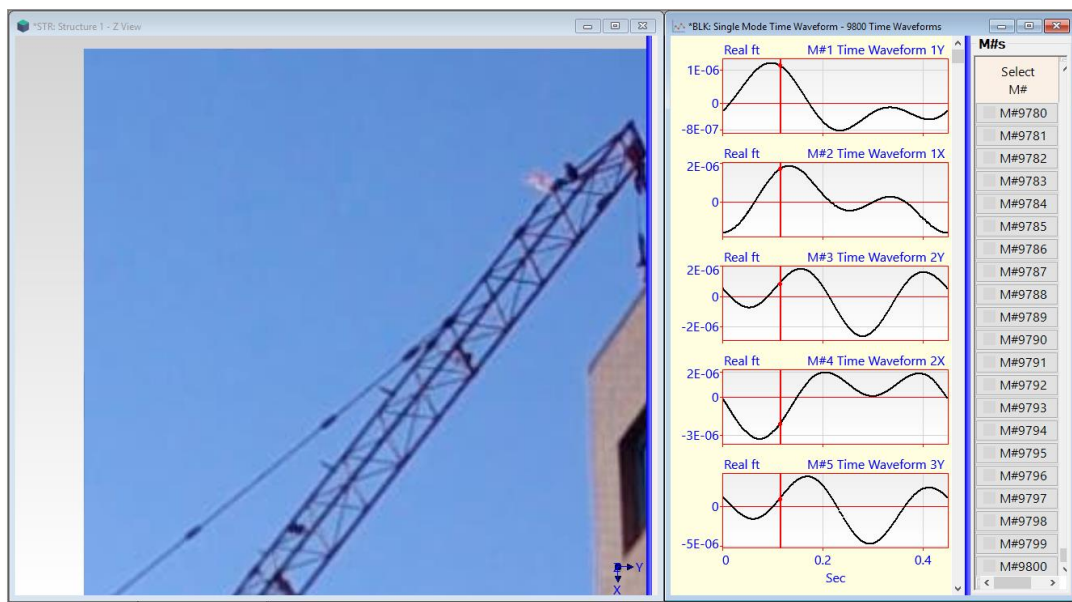 *STR: Structure 1 - Z View
Z
Y
X
*BLK: Single Mode Time Waveform - 9800 Time Waveforms
Real ft M#1 Time Waveform 1Y
1E-06
0
-8E-07
Real ft M#2 Time Waveform 1X
2E-06
0
Real ft M#3 Time Waveform 2Y
2E-06
0
-2E-06
Real ft M#4 Time Waveform 2X
2E-06
0
-3E-06
Real ft M#5 Time Waveform 3Y
0
-5E-06
0 0.2 0.4
Sec
M#s
Select
M#
M#9780
M#9781
M#9782
M#9783
M#9784
M#9785
M#9786
M#9787
M#9788
M#9789
M#9790
M#9791
M#9792
M#9793
M#9794
M#9795
M#9796
M#9797
M#9798
M#9799
M#9800